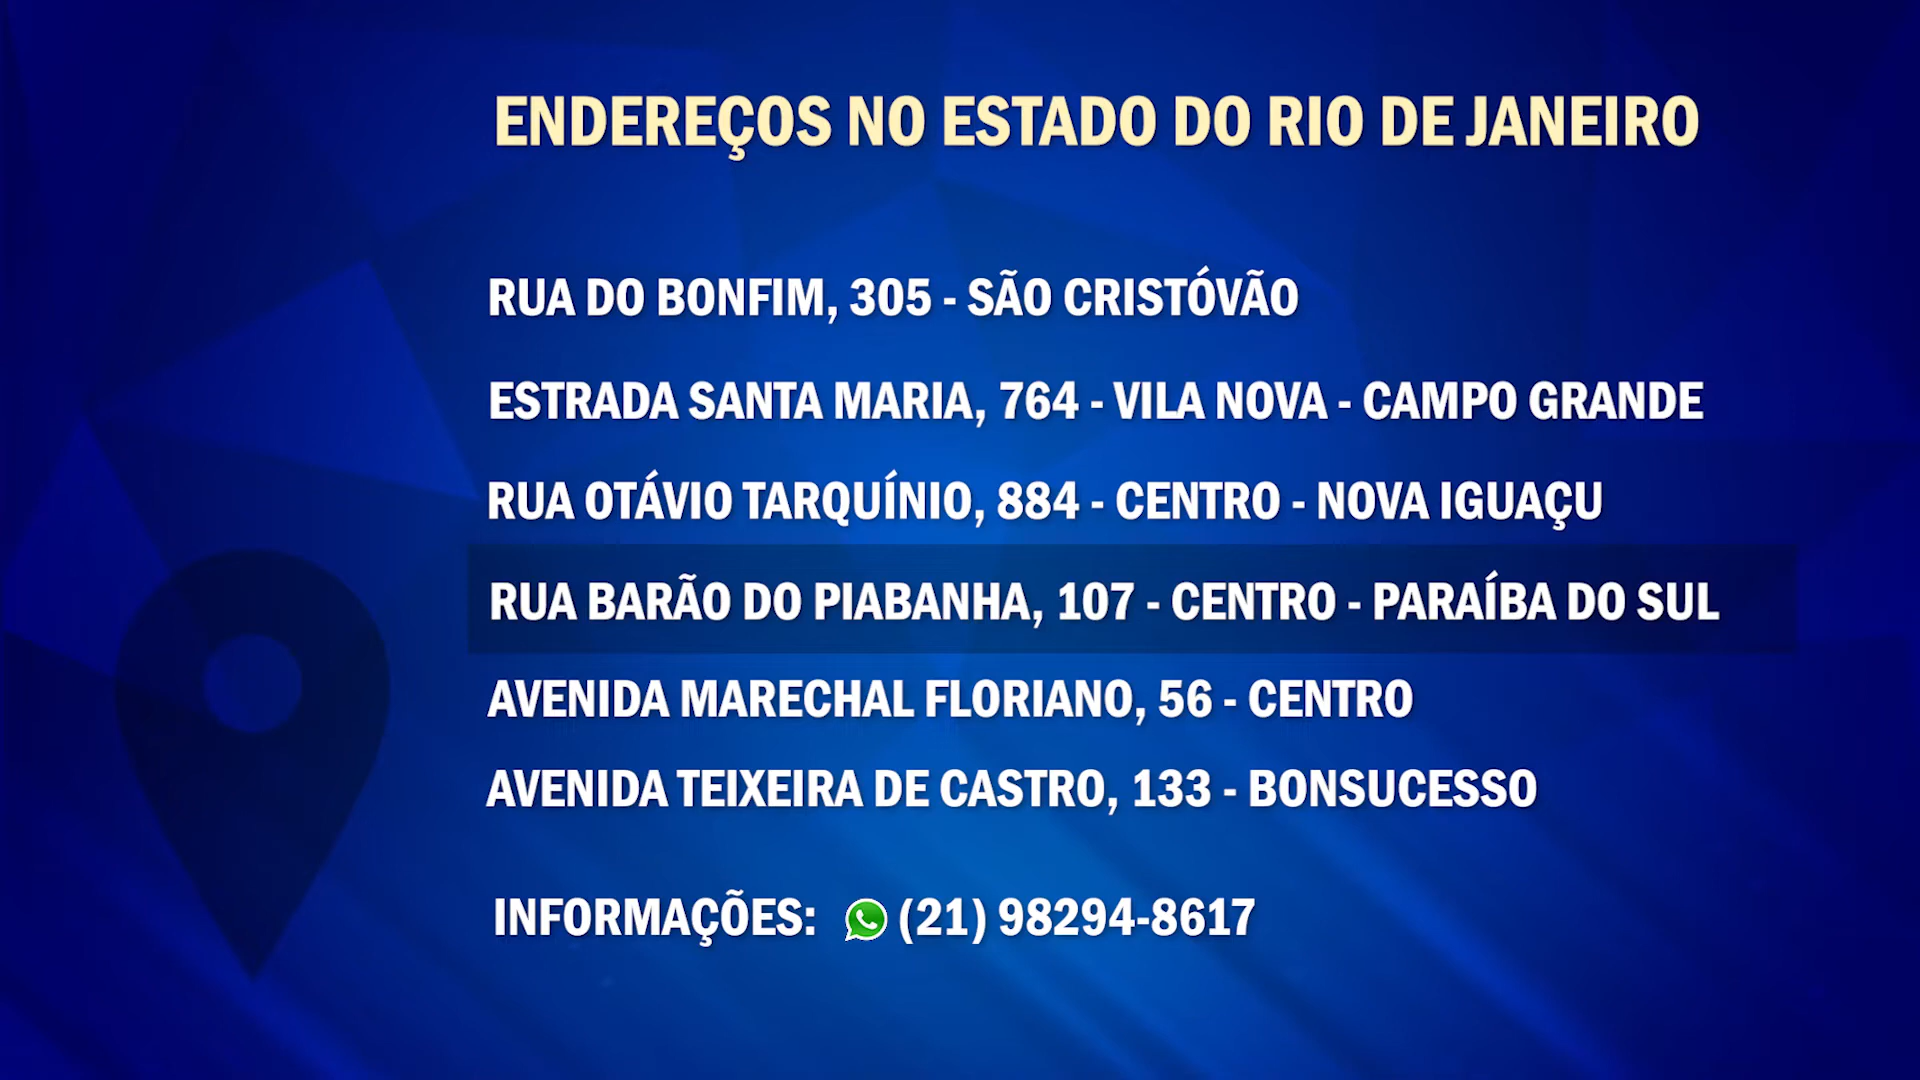 ENDEREÇOS NO ESTADO DO RIO DE JANEIRO
RUA DO BONFIM, 305 - SÃO CRISTÓVÃO
ESTRADA SANTA MARIA, 764 - VILA NOVA - CAMPO GRANDE
RUA OTÁVIO TARQUÍNIO, 884 - CENTRO - NOVA IGUAÇU
RUA BARÃO DO PIABANHA, 107 - CENTRO - PARAÍBA DO SUL
AVENIDA MARECHAL FLORIANO, 56 - CENTRO
AVENIDA TEIXEIRA DE CASTRO, 133 - BONSUCESSO
INFORMAÇÕES: (21) 98294-8617